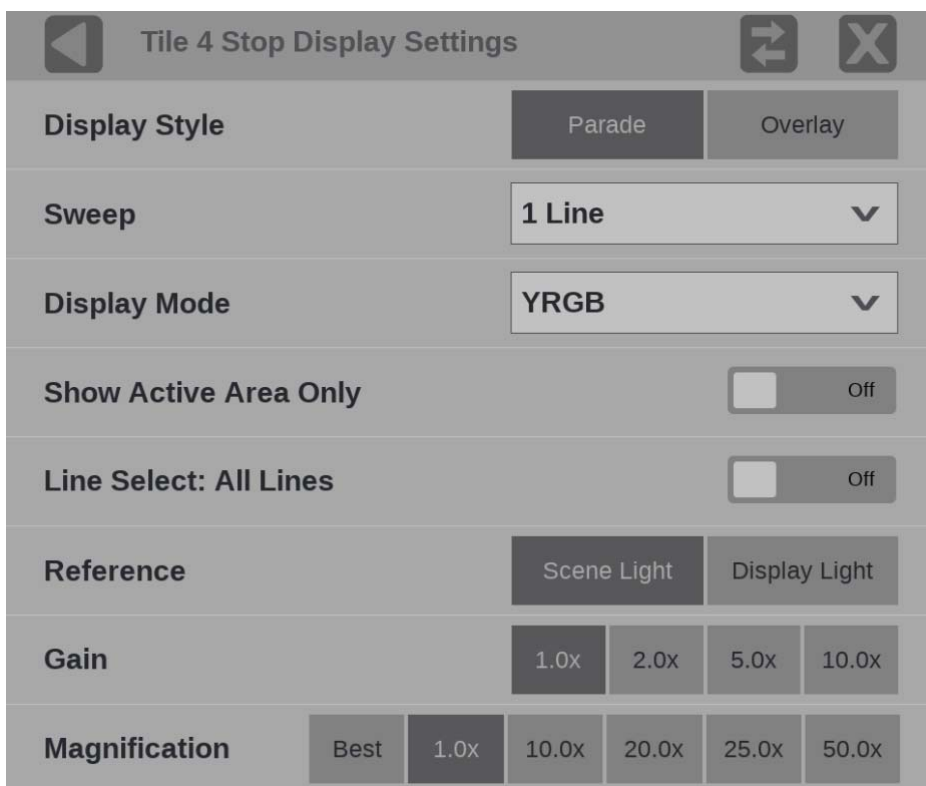 Tile 4 Stop Display Settings
Display Style Parade Overlay
Sweep 1 Line
Display Mode YRGB
Show Active Area Only Off
Line Select: All Lines Off
Reference Scene Light Display Light
Gain 1.0x 2.0x 5.0x 10.0x
Magnification Best 1.0x 10.0x 20.0x 25.0x 50.0x